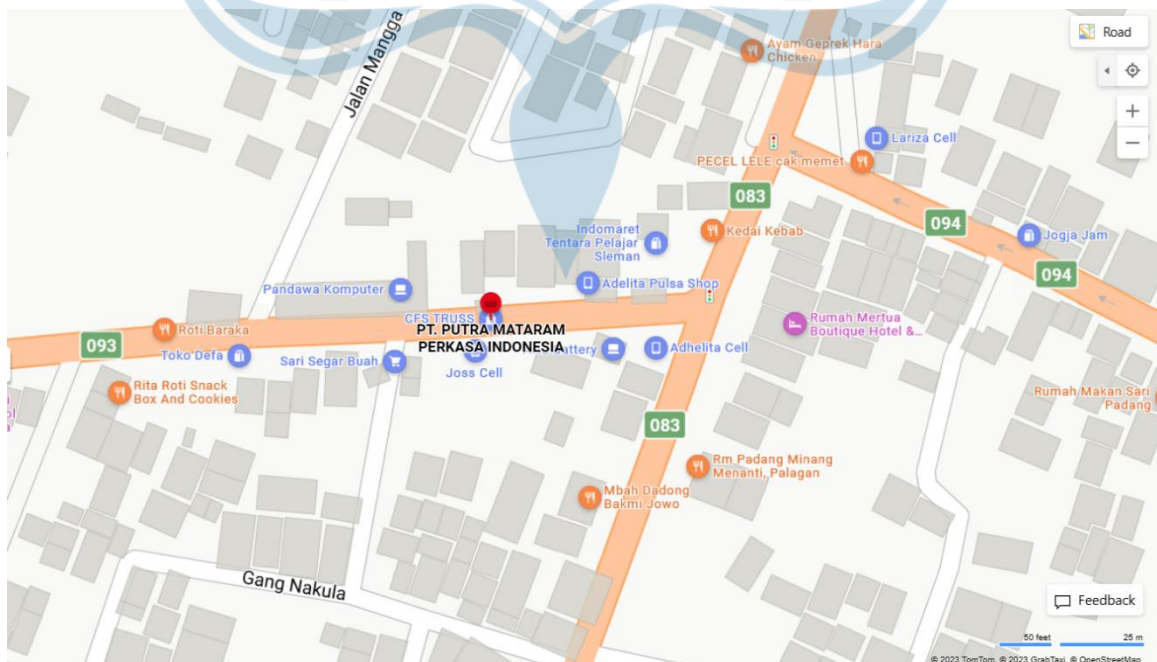 Road
Jalan Mangga
Ayam Geprek Hara
Chicken
Lariza Cell
PECEL LELE cak memet
083
094
Kedai Kebab
Indomaret
Tentara Pelajar
Sleman
Jogja Jam
094
Pandawa Komputer
Adelita Pulsa Shop
CFS TRUSS
PT. PUTRA MATARAM
PERKASA INDONESIA
Roti Baraka
093
Toko Defa
Sari Segar Buah
Joss Cell
Battery
Adhelita Cell
Rumah Mertua
Boutique Hotel &...
Rita Roti Snack
Box And Cookies
Rumah Makan Sari
Padang
083
Rm Padang Minang
Menanti, Palagan
Mbah Dadong
Bakmi Jowo
Gang Nakula
Feedback
50 feet
25 m
© 2023 TomTom, © 2023 GrabTaxi, © OpenStreetMap